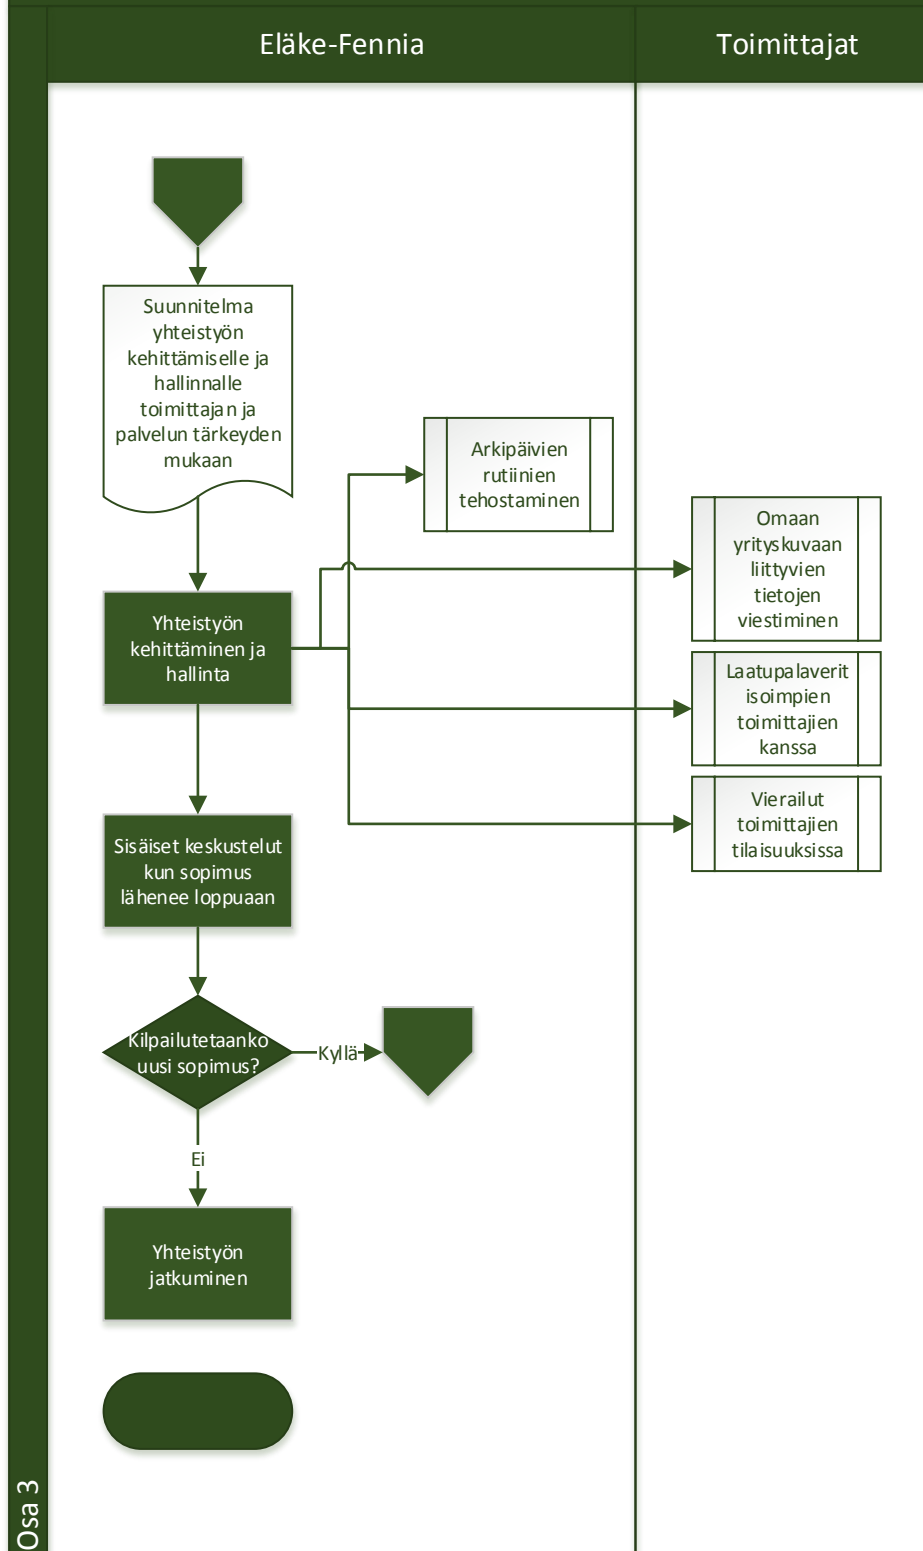 Eläke-Fennia
Toimittajat
Suunnitelma
yhteistyön
kehittämiselle ja
hallinnalle
toimittajan ja
palvelun tärkeyden
mukaan
Arkipäivien
rutiinien
tehostaminen
Omaan
yrityskuvaan
liittyvien
tietojen
viestiminen
Yhteistyön
kehittäminen ja
hallinta
Laatupalaverit
isoimpien
toimittajien
kanssa
Vierailut
toimittajien
tilaisuuksissa
Sisäiset keskustelut
kun sopimus
lähenee loppuaan
Kilpailutetaanko
uusi sopimus?
Kyllä
Ei
Yhteistyön
jatkuminen
Osa 3